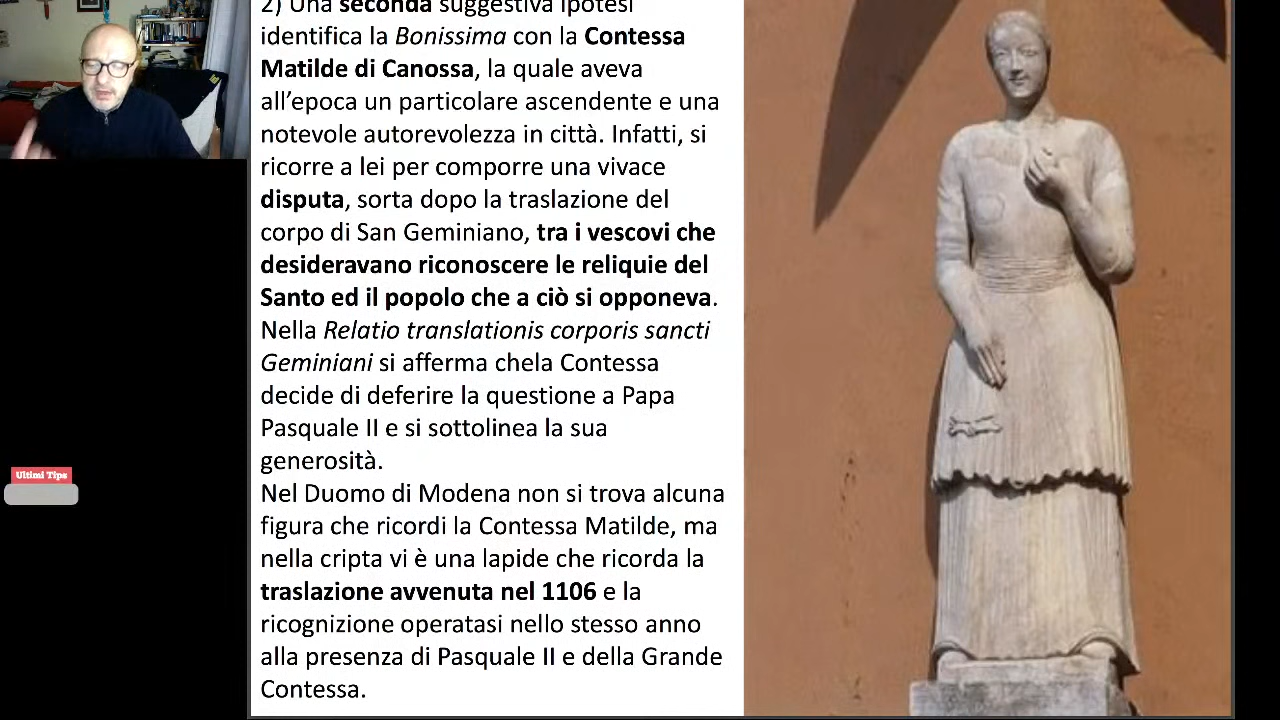 2) Una seconda suggestiva ipotesi
identifica la Bonissima con la Contessa
Matilde di Canossa, la quale aveva
all’epoca un particolare ascendente e una
notevole autorevolezza in città. Infatti, si
ricorre a lei per comporre una vivace
disputa, sorta dopo la traslazione del
corpo di San Geminiano, tra i vescovi che
desideravano riconoscere le reliquie del
Santo ed il popolo che a ciò si opponeva.
Nella Relatio translationis corporis sancti
Geminiani si afferma chela Contessa
decide di deferire la questione a Papa
Pasquale II e si sottolinea la sua
generosità.
Nel Duomo di Modena non si trova alcuna
figura che ricordi la Contessa Matilde, ma
nella cripta vi è una lapide che ricorda la
traslazione avvenuta nel 1106 e la
ricognizione operatasi nello stesso anno
alla presenza di Pasquale II e della Grande
Contessa.
Ultimi Tips